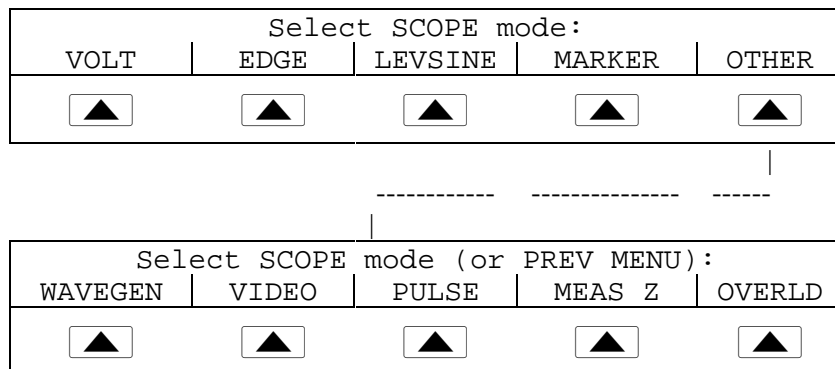 Select SCOPE mode:
VOLT EDGE LEVSINE MARKER OTHER
Select SCOPE mode (or PREV MENU):
WAVEGEN VIDEO PULSE MEAS Z OVERLD